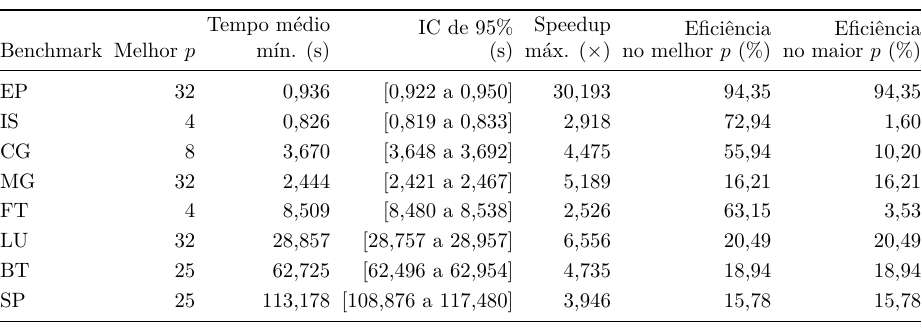 Tempo médio IC de 95% Speedup Eficiência Eficiência
Benchmark Melhor p mín. (s) (s) máx. (×) no melhor p (%) no maior p (%)
EP 32 0,936 [0,922 a 0,950] 30,193 94,35 94,35
IS 4 0,826 [0,819 a 0,833] 2,918 72,94 1,60
CG 8 3,670 [3,648 a 3,692] 4,475 55,94 10,20
MG 32 2,444 [2,421 a 2,467] 5,189 16,21 16,21
FT 4 8,509 [8,480 a 8,538] 2,526 63,15 3,53
LU 32 28,857 [28,757 a 28,957] 6,556 20,49 20,49
BT 25 62,725 [62,496 a 62,954] 4,735 18,94 18,94
SP 25 113,178 [108,876 a 117,480] 3,946 15,78 15,78